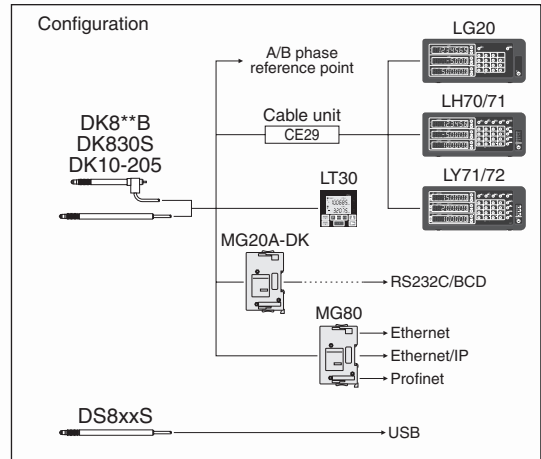 Configuration
LG20
A/B phase
reference point
Cable unit
CE29
DK8**B
DK830S
DK10-205
LH70/71
LT30
LY71/72
MG20A-DK
RS232C/BCD
MG80
Ethernet
Ethernet/IP
Profinet
DS8xxS
USB